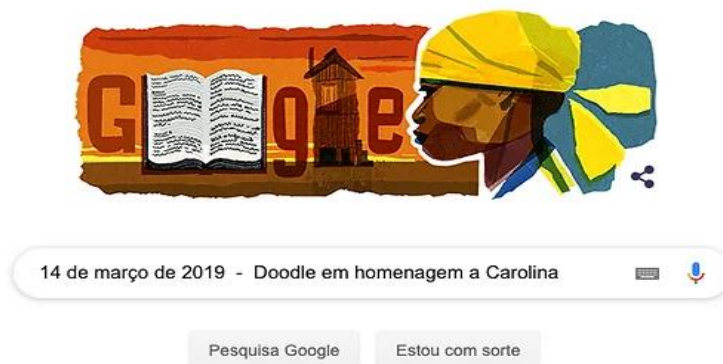 Google
14 de março de 2019 - Doodle em homenagem a Carolina
Pesquisa Google
Estou com sorte